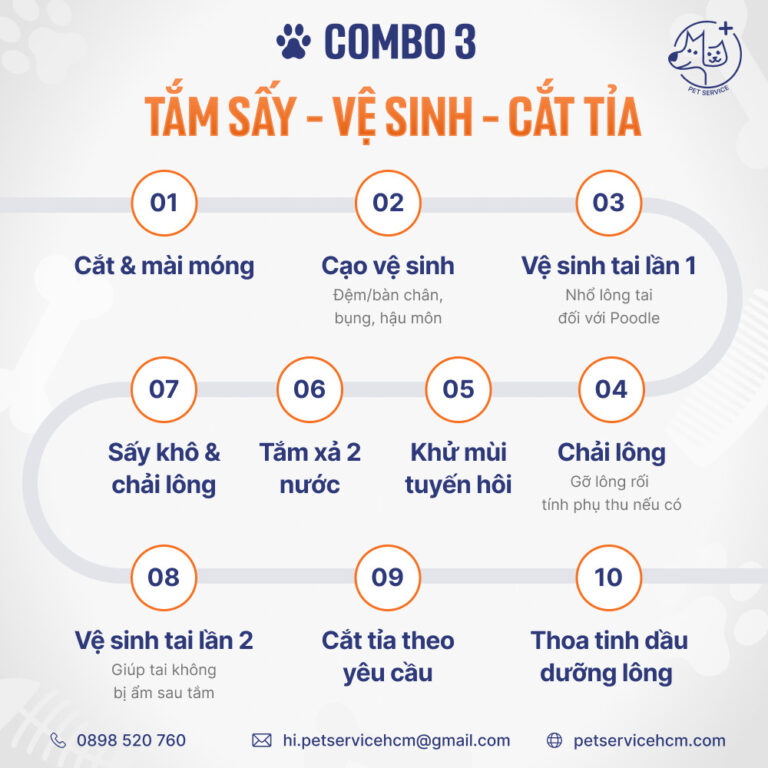 COMBO 3
PET SERVICE
TẮM SẤY - VỆ SINH - CẮT TỈA
01
Cắt & mài móng
02
Cạo vệ sinh
Đệm/bàn chân,
bụng, hậu môn
03
Vệ sinh tai lần 1
Nhổ lông tai
đối với Poodle
04
Chải lông
Gỡ lông rối
tính phụ thu nếu có
05
Khử mùi
tuyến hôi
06
Tắm xả 2
nước
07
Sấy khô &
chải lông
08
Vệ sinh tai lần 2
Giúp tai không
bị ẩm sau tắm
09
Cắt tỉa theo
yêu cầu
10
Thoa tinh dầu
dưỡng lông
0898 520 760
hi.petservicehcm@gmail.com
petservicehcm.com